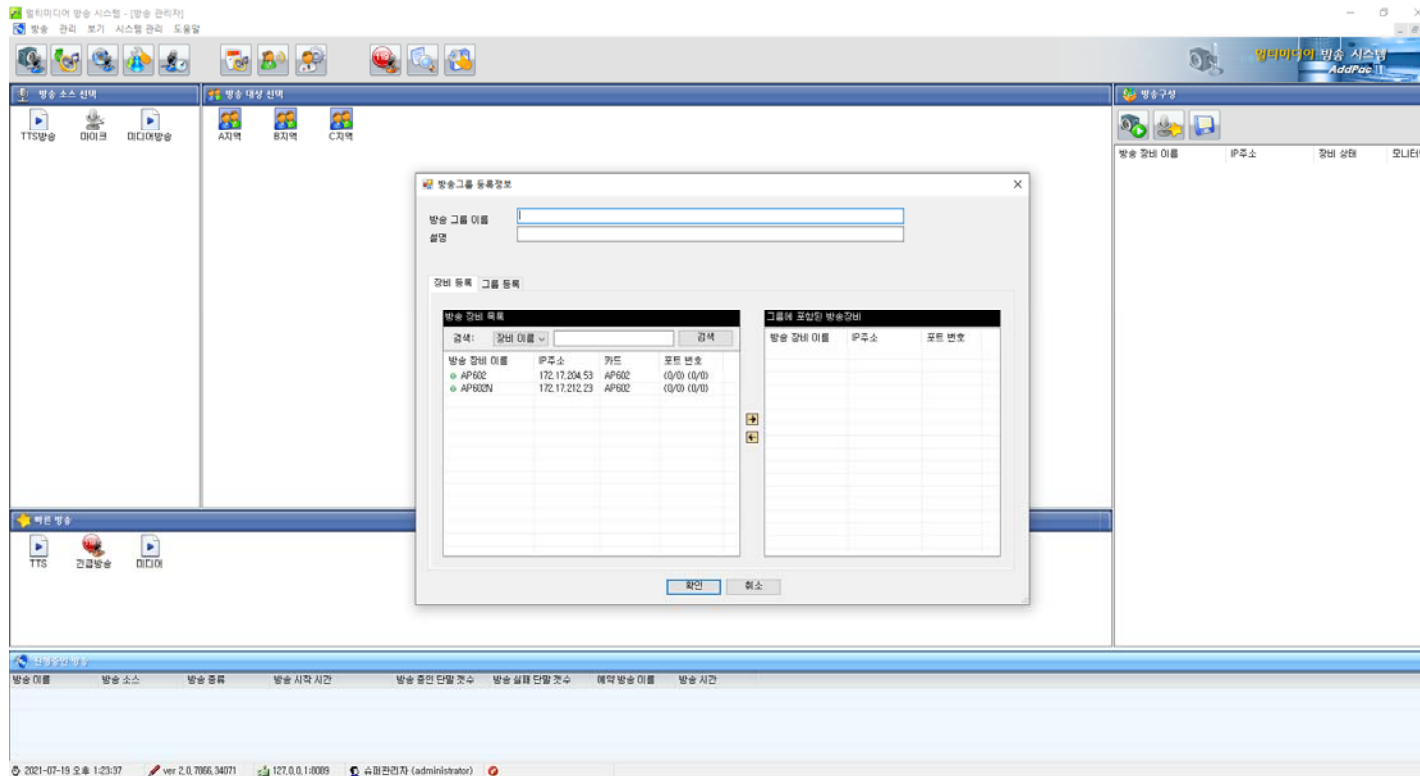 멀티미디어 방송 시스템 - [방송 관리자]
방송 관리 보기 시스템 관리 도움말
멀티미디어 방송 시스템
AddPac
방송 소스 선택
방송 대상 선택
방송구성
TTS방송 마이크 미디어방송
A지역 B지역 C지역
방송 장비 이름 IP주소 장비 상태 모니터
방송그룹 등록정보
방송 그룹 이름
설명
장비 등록 그룹 등록
방송 장비 목록
검색: 장비 이름 검색
방송 장비 이름 IP주소 카드 포트 번호
AP602 172.17.204.53 AP602 (0/0) (0/0)
AP602N 172.17.212.23 AP602 (0/0) (0/0)
그룹에 포함된 방송장비
방송 장비 이름 IP주소 포트 번호
확인 취소
빠른 방송
TTS 긴급방송 미디어
진행중인 방송
방송 이름 방송 소스 방송 종류 방송 시작 시간 방송 중인 단말 갯수 방송 실패 단말 갯수 예약 방송 이름 방송 시간
2021-07-19 오후 1:23:37 ver 2.0.7866.34071 127.0.0.1:8089 슈퍼관리자 (administrator)